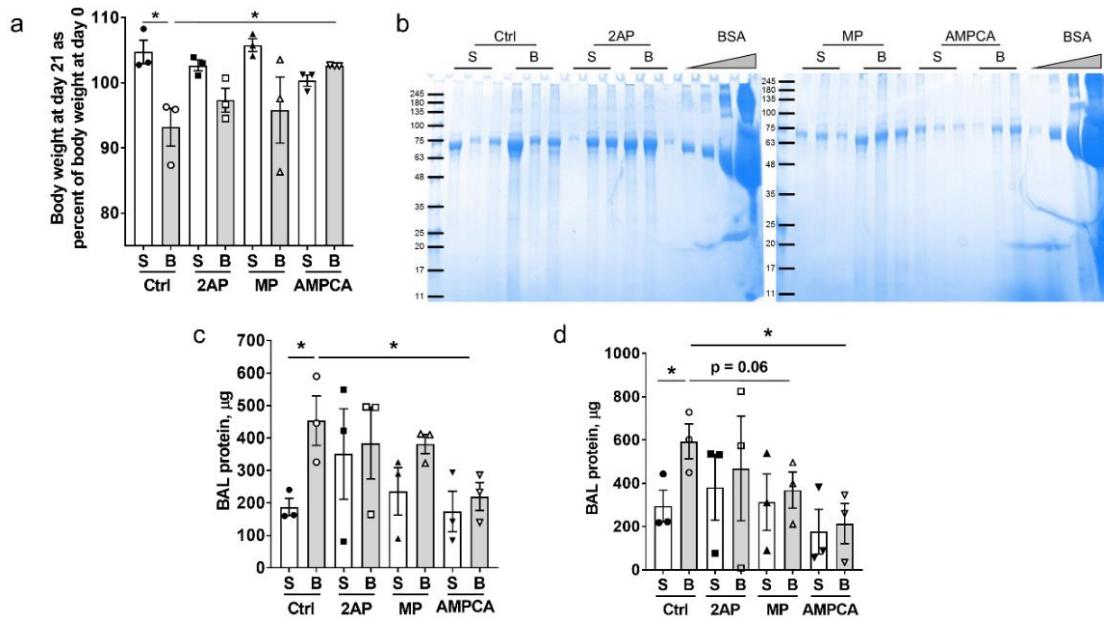 a
Body weight at day 21 as
percent of body weight at day 0
110
100
90
80
*
*
S B S B S B S B
Ctrl 2AP MP AMPCA
b
Ctrl 2AP BSA
S B S B
245
180
135
100
75
63
48
35
25
20
17
11
MP AMPCA BSA
S B S B
245
180
135
100
75
63
48
35
25
20
17
11
c
BAL protein, µg
700
600
500
400
300
200
100
0
*
*
S B S B S B S B
Ctrl 2AP MP AMPCA
d
BAL protein, µg
1000
800
600
400
200
0
*
p = 0.06
*
S B S B S B S B
Ctrl 2AP MP AMPCA